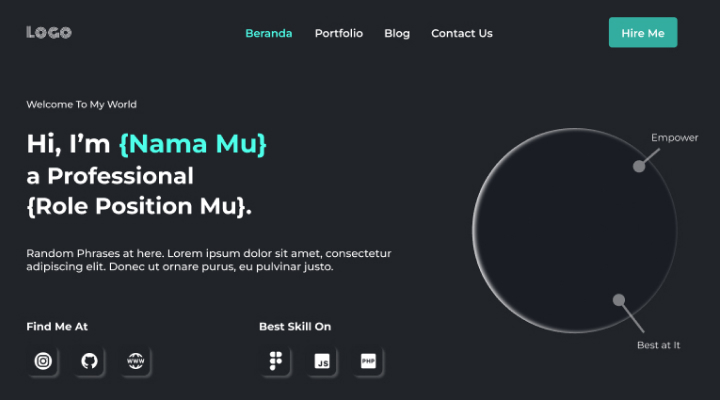 LOGO
Beranda
Portfolio
Blog
Contact Us
Hire Me
Welcome To My World
Hi, I’m {Nama Mu}
a Professional
{Role Position Mu}.
Random Phrases at here. Lorem ipsum dolor sit amet, consectetur
adipiscing elit. Donec ut ornare purus, eu pulvinar justo.
Find Me At
WWW
Best Skill On
JS
PHP
Empower
Best at It